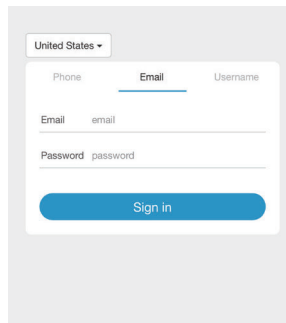 United States
Phone Email Username
Email email
Password password
Sign in